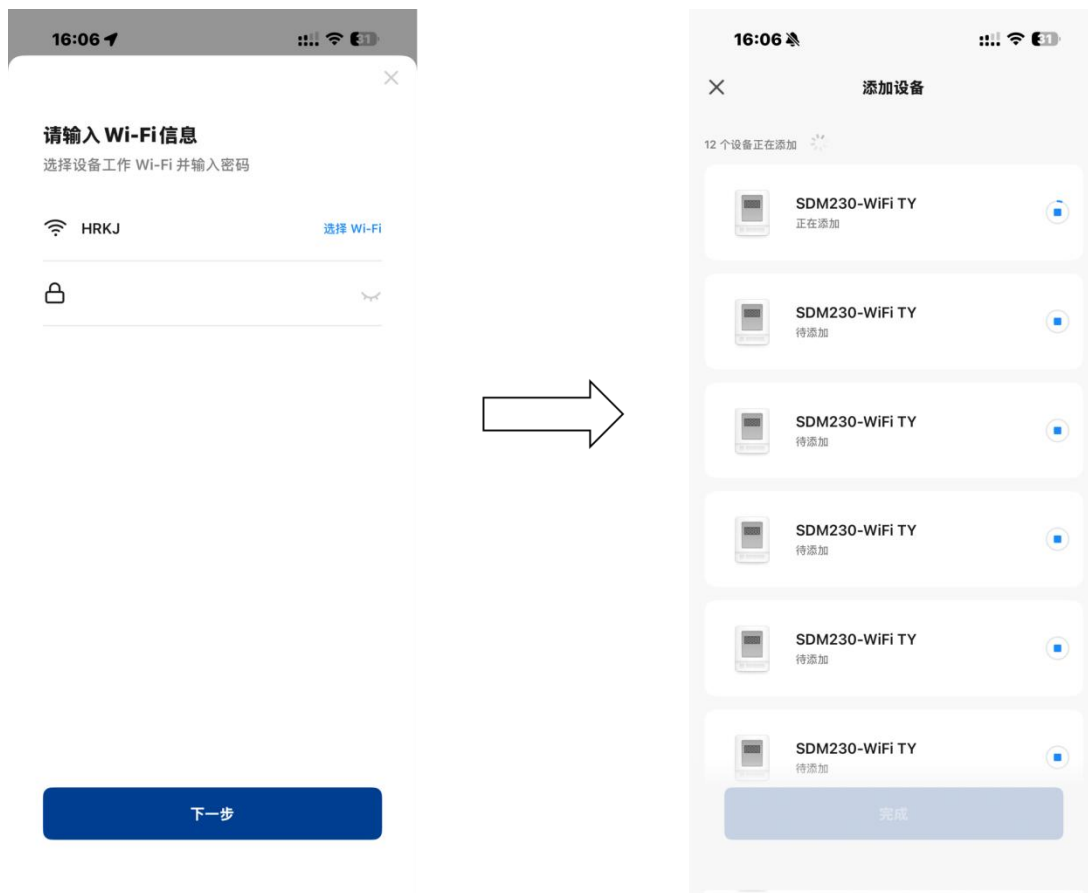 16:06
31
请输入 Wi-Fi 信息
选择设备工作 Wi-Fi 并输入密码
HRKJ
选择 Wi-Fi
下一步
16:06
31
添加设备
12 个设备正在添加
SDM230-WiFi TY
正在添加
SDM230-WiFi TY
待添加
SDM230-WiFi TY
待添加
SDM230-WiFi TY
待添加
SDM230-WiFi TY
待添加
SDM230-WiFi TY
待添加
完成